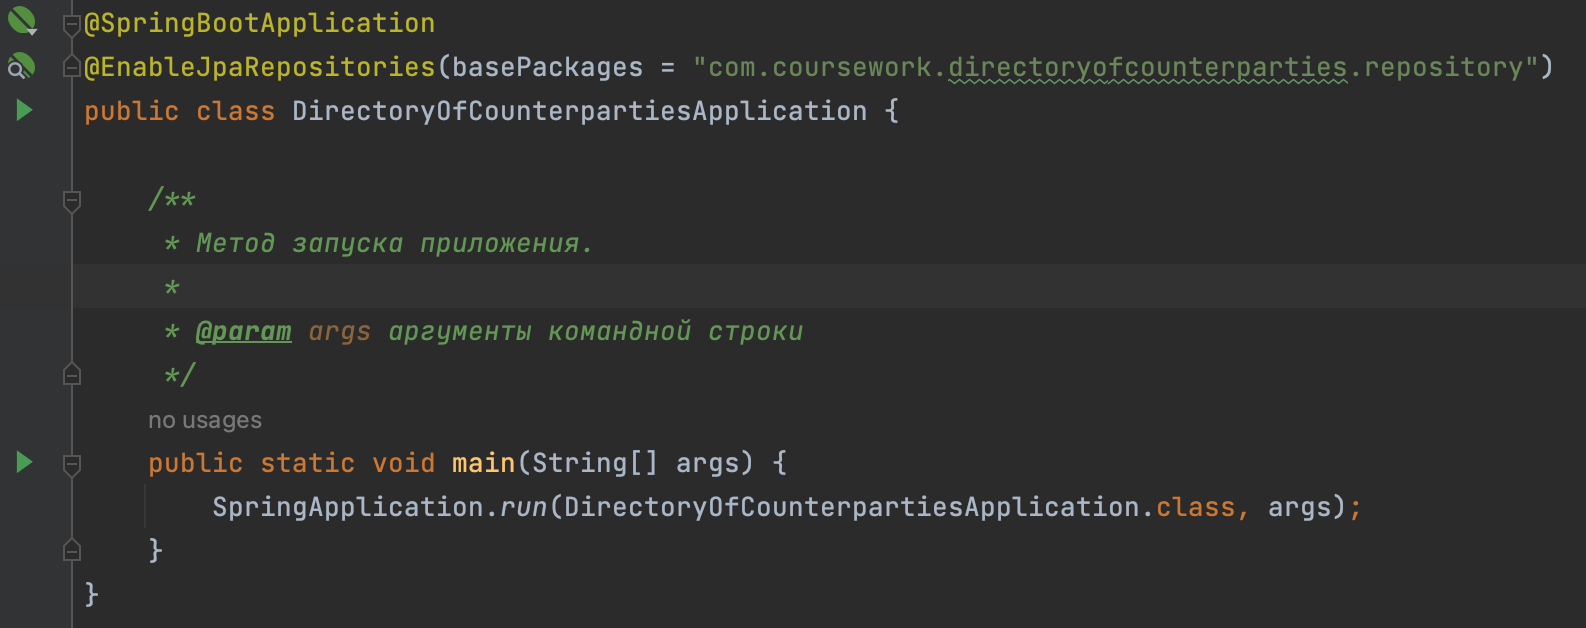 @SpringBootApplication
@EnableJpaRepositories(basePackages = "com.coursework.directoryofcounterparties.repository")
public class DirectoryOfCounterpartiesApplication {
/**
* Метод запуска приложения.
*
* @param args аргументы командной строки
*/
no usages
public static void main(String[] args) {
SpringApplication.run(DirectoryOfCounterpartiesApplication.class, args);
}
}